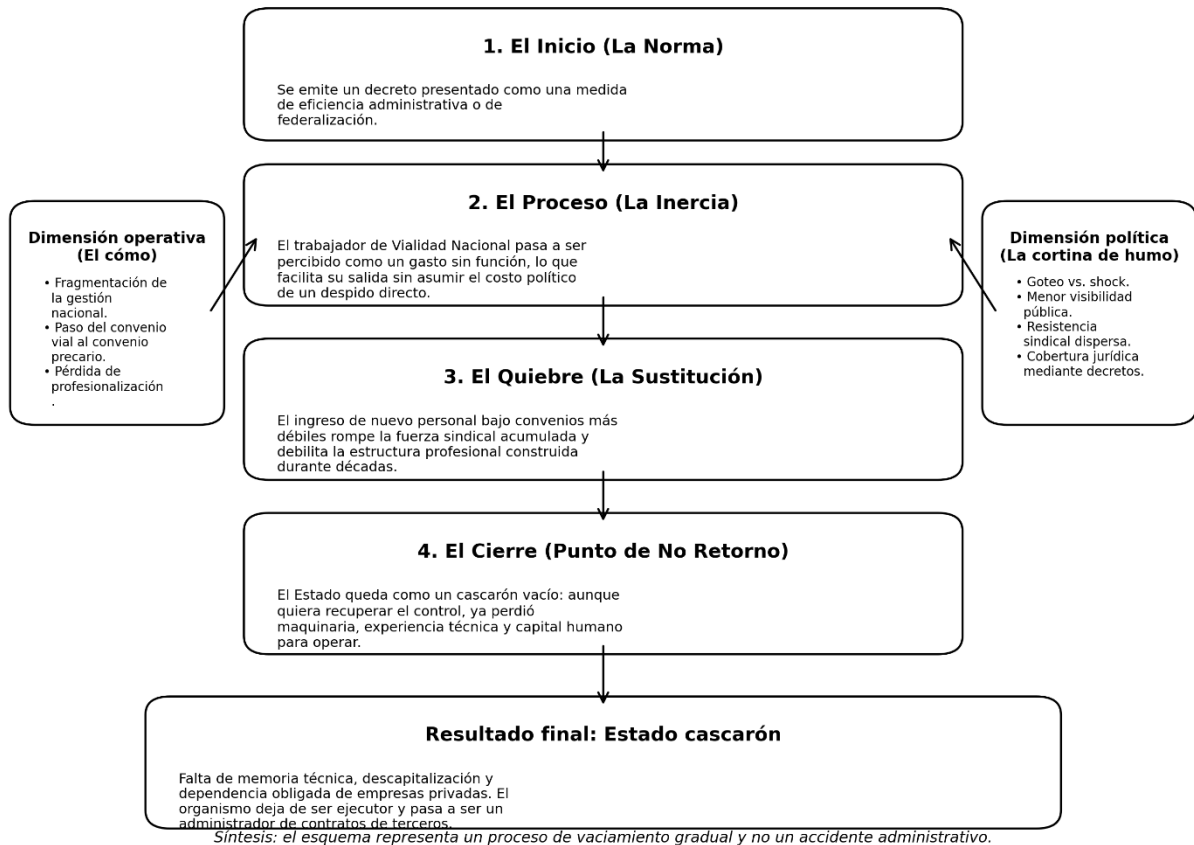 1. El Inicio (La Norma)
Se emite un decreto presentado como una medida
de eficiencia administrativa o de
federalización.
2. El Proceso (La Inercia)
El trabajador de Vialidad Nacional pasa a ser
percibido como un gasto sin función, lo que
facilita su salida sin asumir el costo político
de un despido directo.
Dimensión operativa
(El cómo)
• Fragmentación de
la gestión
nacional.
• Paso del convenio
vial al convenio
precario.
• Pérdida de
profesionalización
.
Dimensión política
(La cortina de humo)
• Goteo vs. shock.
• Menor visibilidad
pública.
• Resistencia
sindical dispersa.
• Cobertura jurídica
mediante decretos.
3. El Quiebre (La Sustitución)
El ingreso de nuevo personal bajo convenios más
débiles rompe la fuerza sindical acumulada y
debilita la estructura profesional construida
durante décadas.
4. El Cierre (Punto de No Retorno)
El Estado queda como un cascarón vacío: aunque
quiera recuperar el control, ya perdió
maquinaria, experiencia técnica y capital humano
para operar.
Resultado final: Estado cascarón
Falta de memoria técnica, descapitalización y
dependencia obligada de empresas privadas. El
organismo deja de ser ejecutor y pasa a ser un
administrador de contratos de terceros.
Síntesis: el esquema representa un proceso de vaciamiento gradual y no un accidente administrativo.